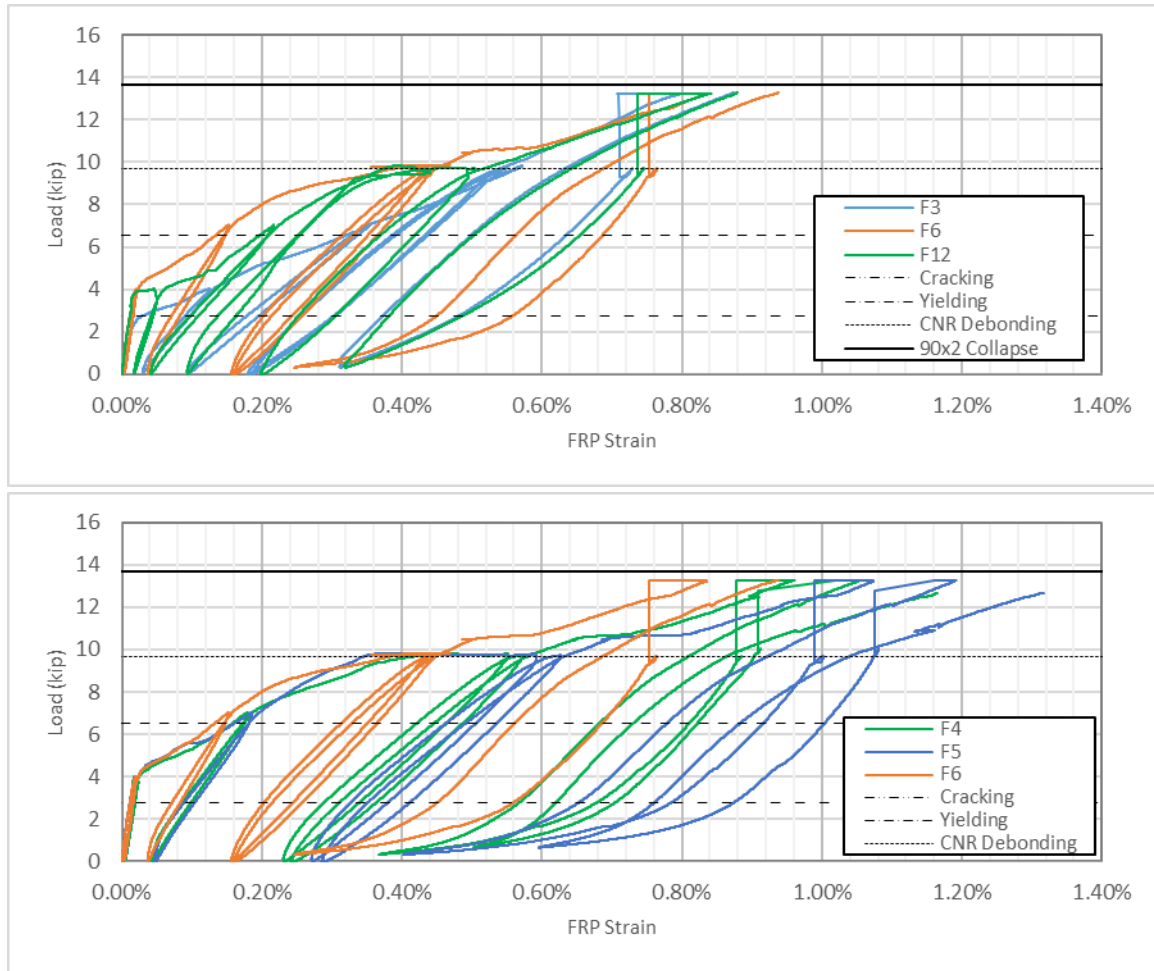 16
14
12
10
8
6
4
2
0
Load (kip)
F3
F6
F12
Cracking
Yielding
CNR Debonding
90x2 Collapse
0.00% 0.20% 0.40% 0.60% 0.80% 1.00% 1.20% 1.40%
FRP Strain
16
14
12
10
8
6
4
2
0
Load (kip)
F4
F5
F6
Cracking
Yielding
CNR Debonding
0.00% 0.20% 0.40% 0.60% 0.80% 1.00% 1.20% 1.40%
FRP Strain